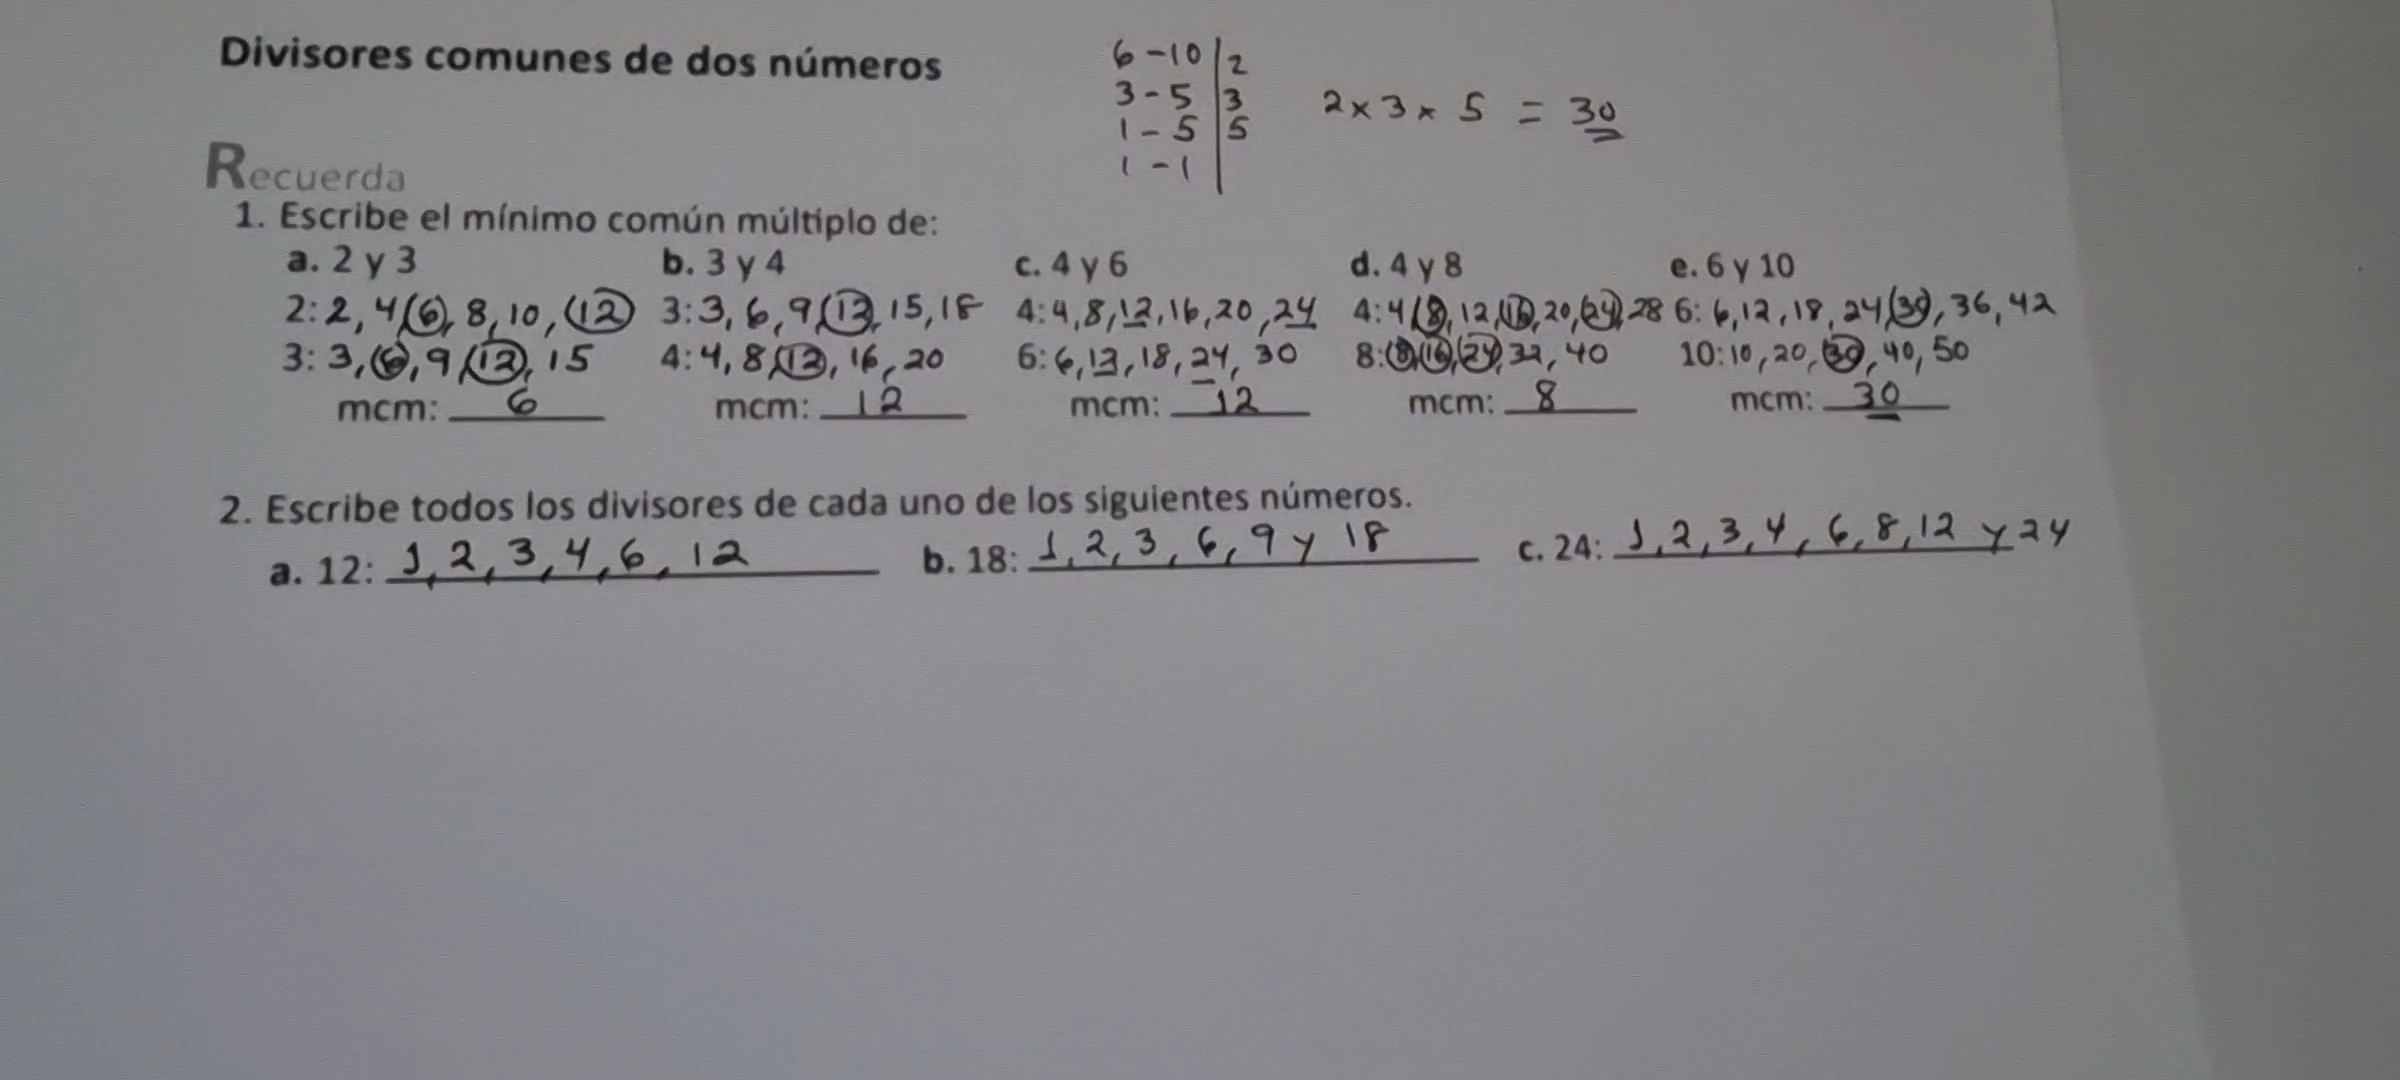 Divisores comunes de dos números
6 - 10 | 2
3 - 5 | 3
1 - 5 | 5
1 - 1 |
2 x 3 x 5 = 30
Recuerda
1. Escribe el mínimo común múltiplo de:
a. 2 y 3 b. 3 y 4 c. 4 y 6 d. 4 y 8 e. 6 y 10
2: 2, 4, 6, 8, 10, 12 3: 3, 6, 9, 12, 15, 18 4: 4, 8, 12, 16, 20, 24 4: 4, 8, 12, 16, 20, 24, 28 6: 6, 12, 18, 24, 30, 36, 42
3: 3, 6, 9, 12, 15 4: 4, 8, 12, 16, 20 6: 6, 12, 18, 24, 30 8: 8, 16, 24, 32, 40 10: 10, 20, 30, 40, 50
mcm: 6 mcm: 12 mcm: 12 mcm: 8 mcm: 30
2. Escribe todos los divisores de cada uno de los siguientes números.
a. 12: 1, 2, 3, 4, 6, 12 b. 18: 1, 2, 3, 6, 9 y 18 c. 24: 1, 2, 3, 4, 6, 8, 12 y 24